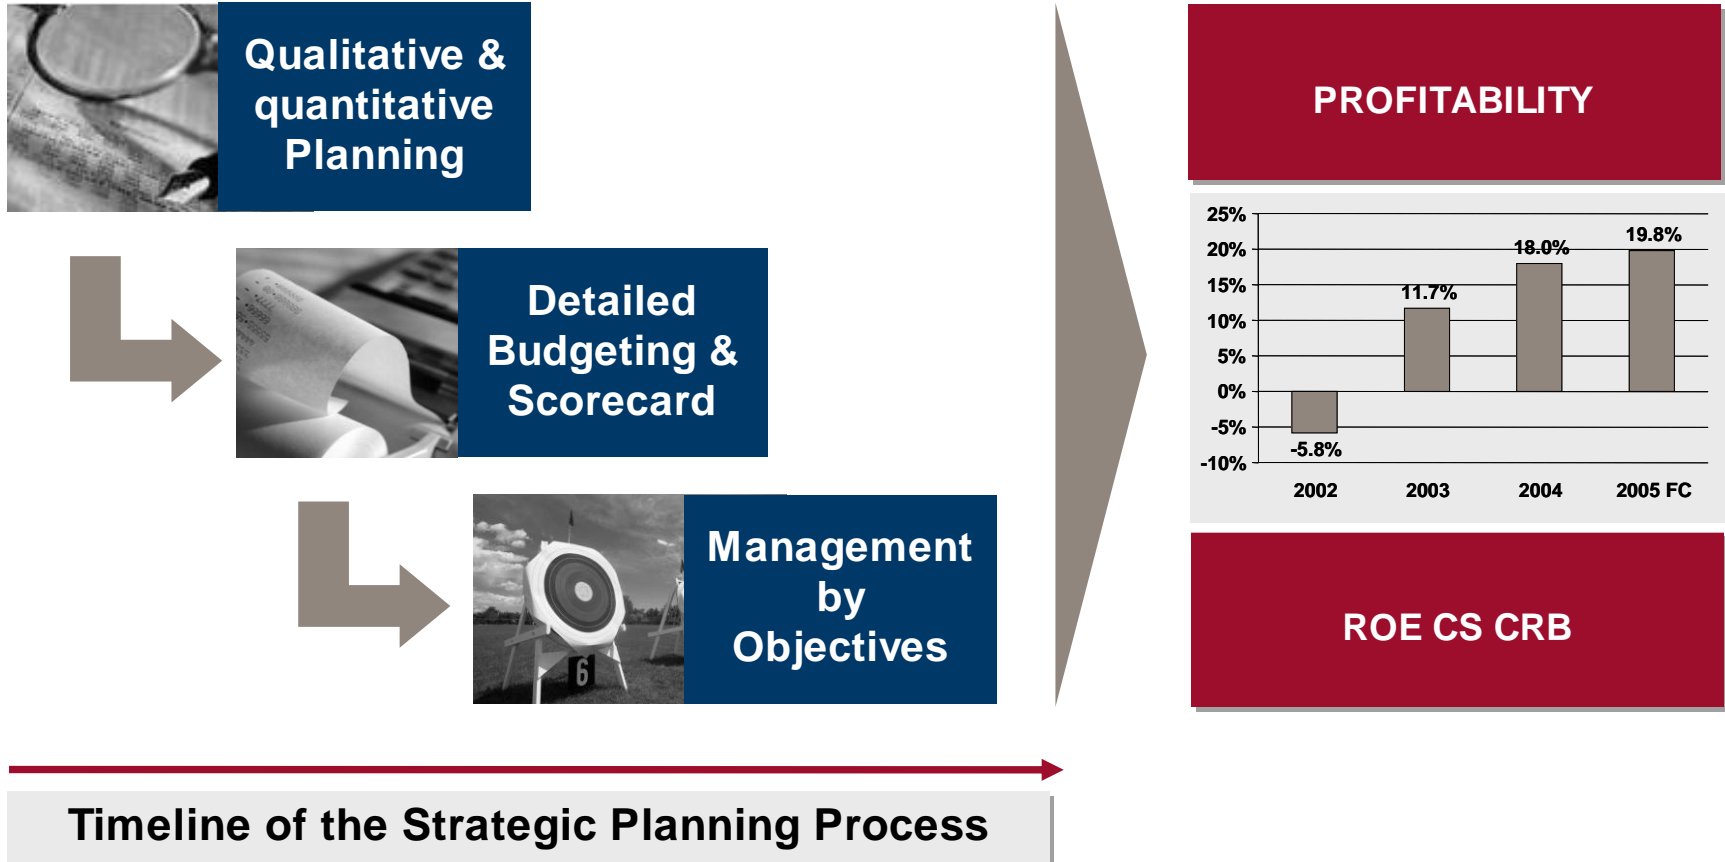 Qualitative &
quantitative
Planning
Detailed
Budgeting &
Scorecard
Management
by
Objectives
6
Timeline of the Strategic Planning Process
PROFITABILITY
25%
20%
15%
10%
5%
0%
-5%
-10%
-5.8%
11.7%
18.0%
19.8%
2002 2003 2004 2005 FC
ROE CS CRB